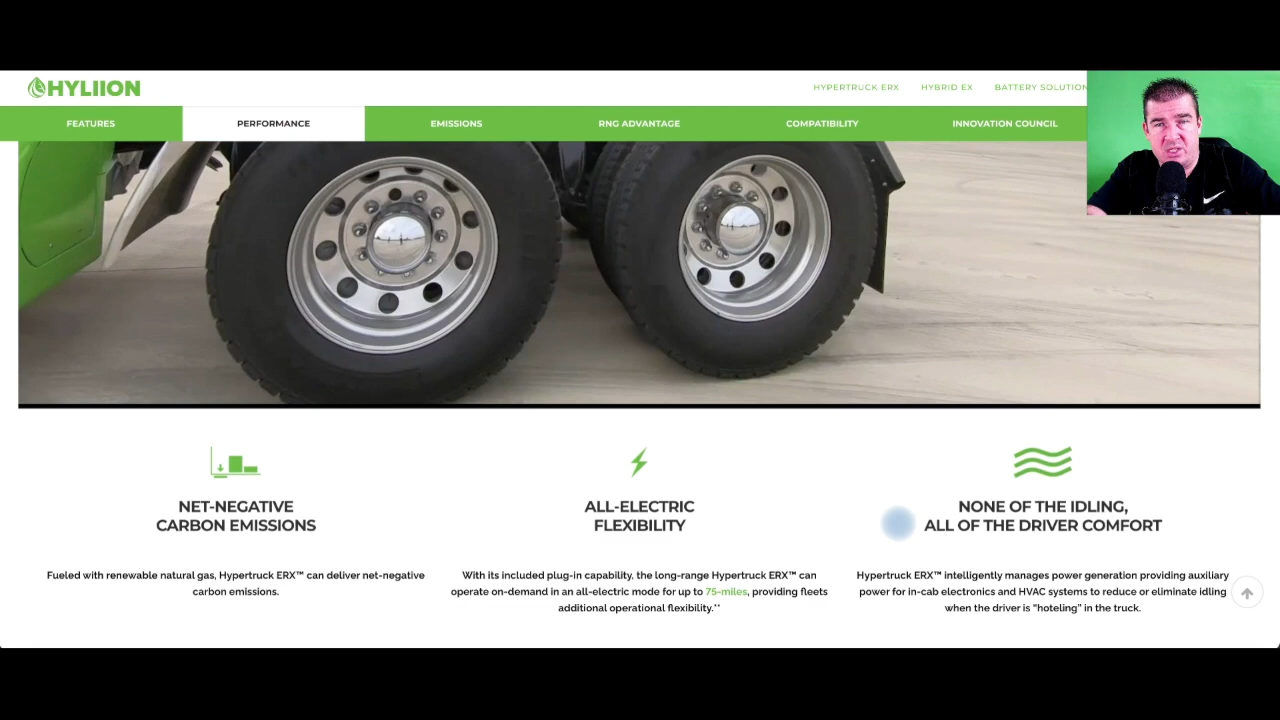 HYLIION
HYPERTRUCK ERX HYBRID EX BATTERY SOLUTION
FEATURES PERFORMANCE EMISSIONS RNG ADVANTAGE COMPATIBILITY INNOVATION COUNCIL
NET-NEGATIVE
CARBON EMISSIONS
Fueled with renewable natural gas, Hypertruck ERX™ can deliver net-negative
carbon emissions.
ALL-ELECTRIC
FLEXIBILITY
With its included plug-in capability, the long-range Hypertruck ERX™ can
operate on-demand in an all-electric mode for up to 75-miles, providing fleets
additional operational flexibility.**
NONE OF THE IDLING,
ALL OF THE DRIVER COMFORT
Hypertruck ERX™ intelligently manages power generation providing auxiliary
power for in-cab electronics and HVAC systems to reduce or eliminate idling
when the driver is "hoteling" in the truck.